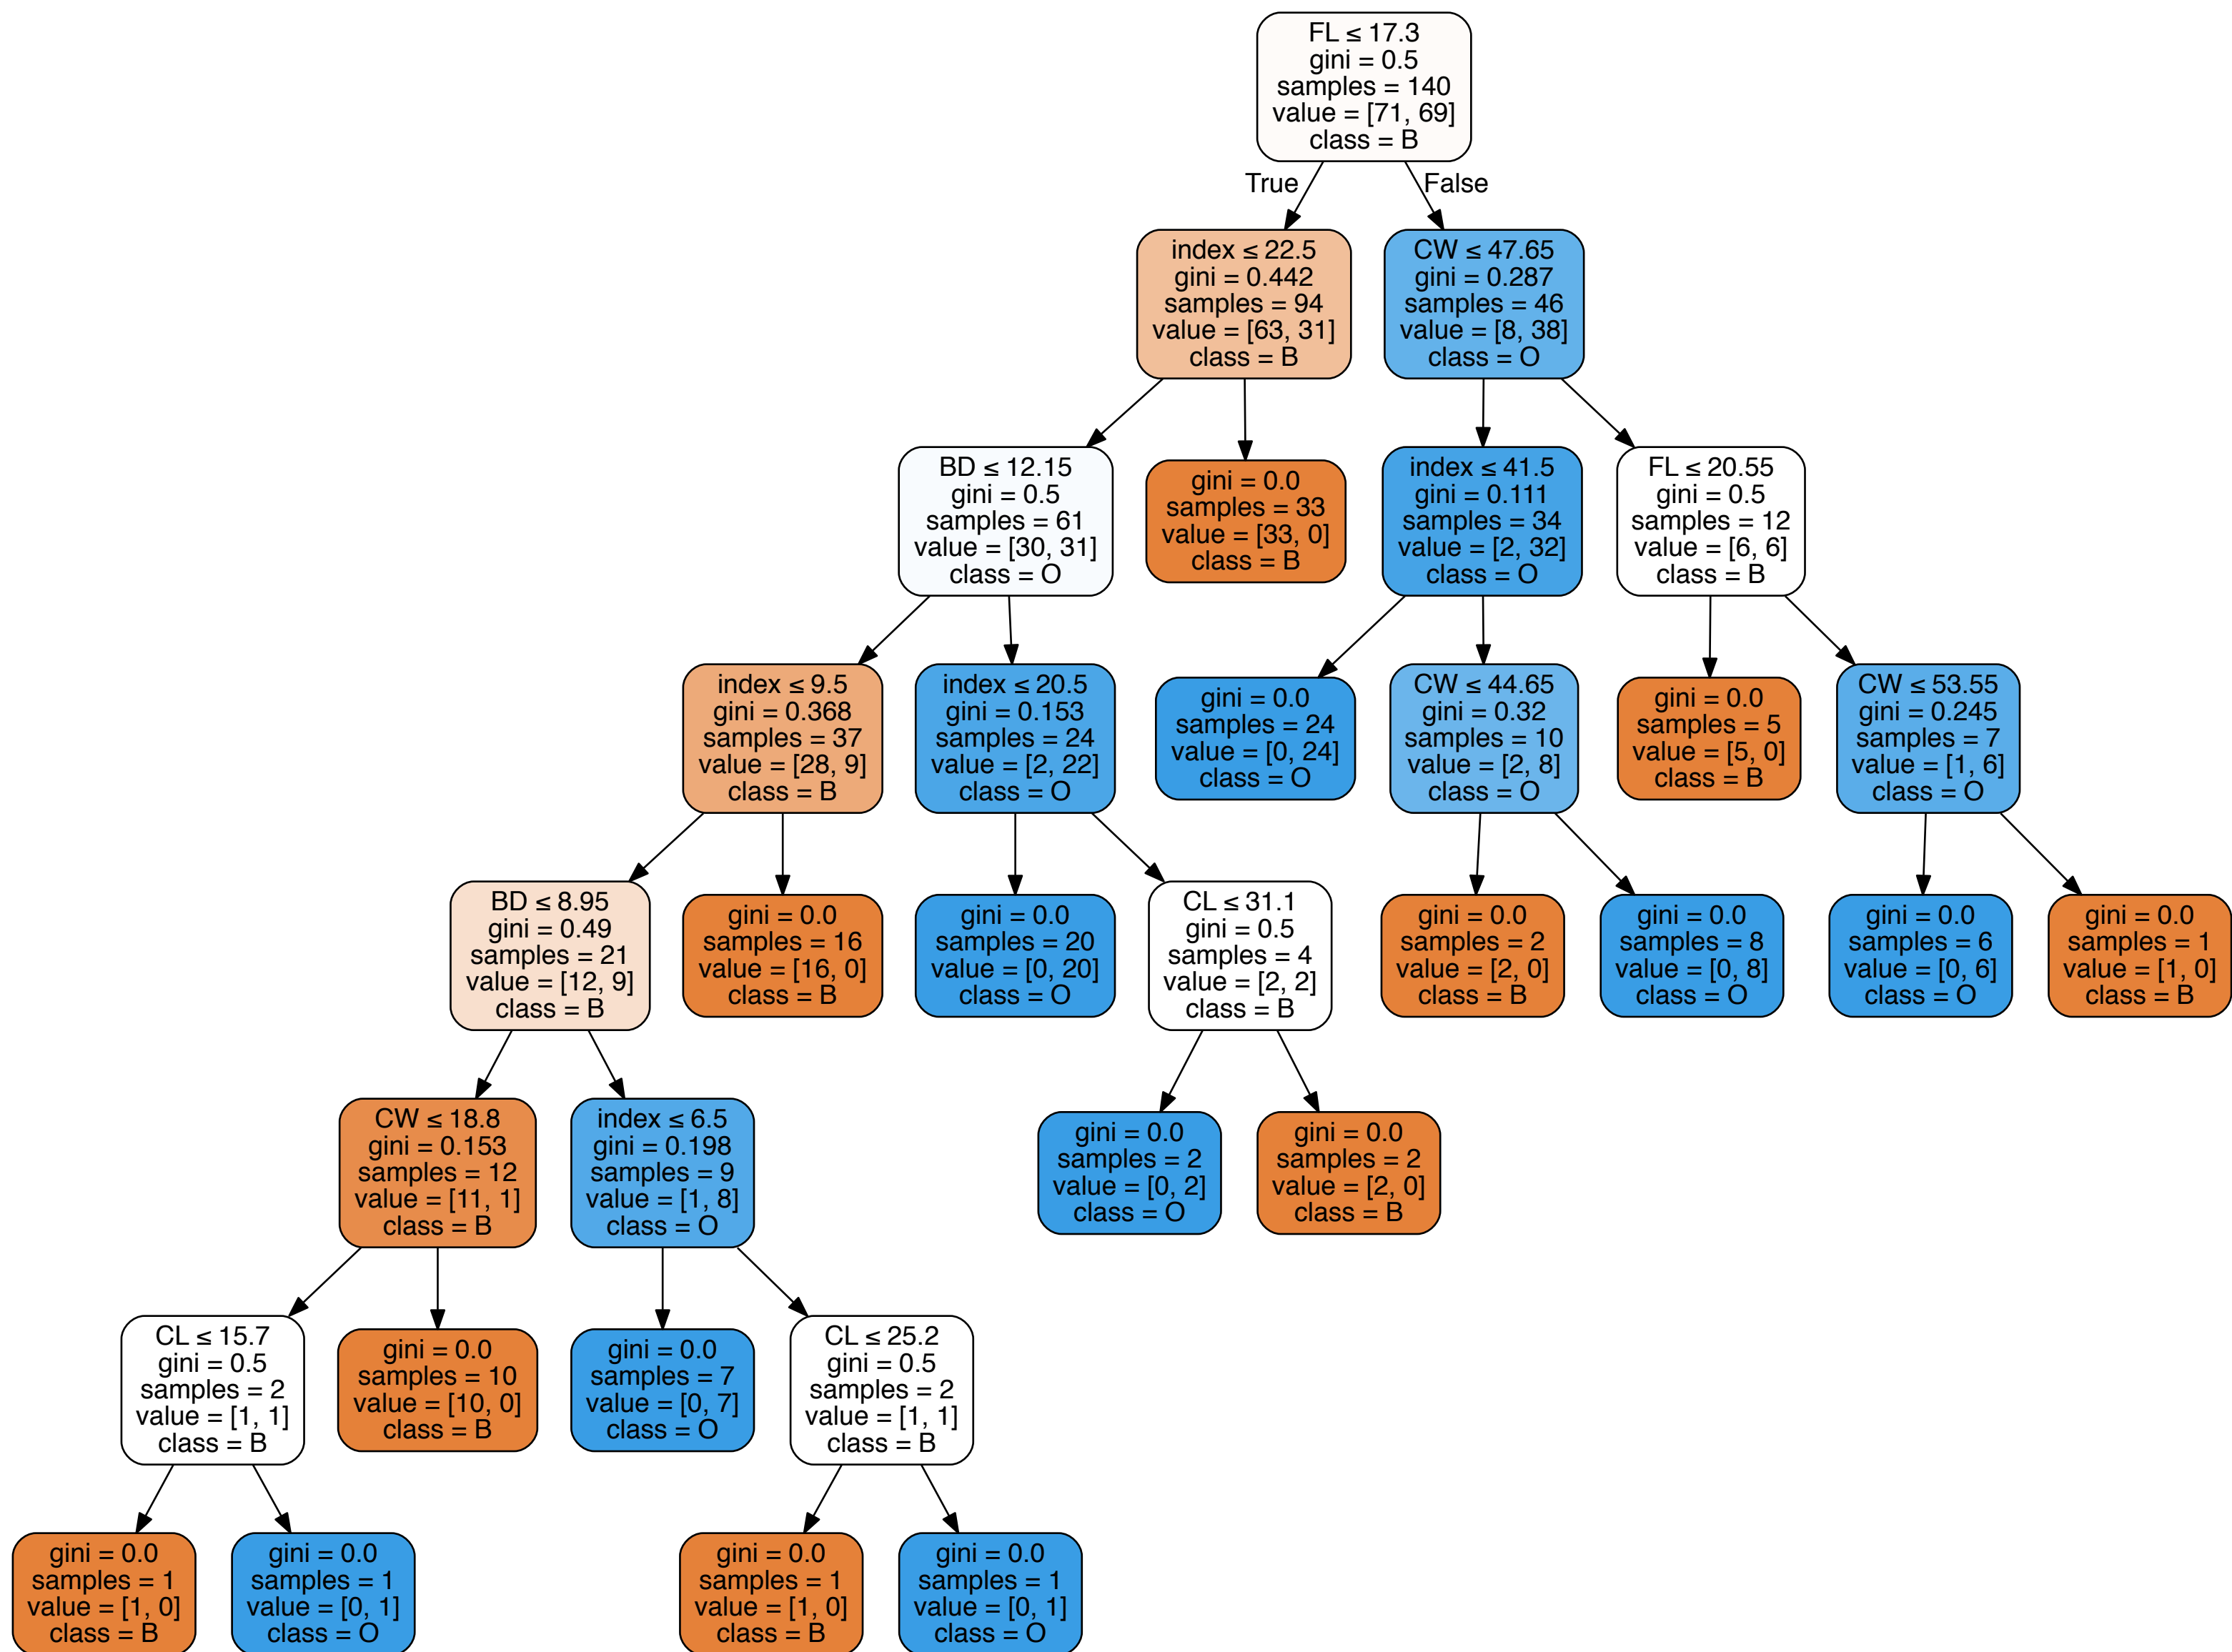 FL ≤ 17.3
gini = 0.5
samples = 140
value = [71, 69]
class = B
True
False
index ≤ 22.5
gini = 0.442
samples = 94
value = [63, 31]
class = B
CW ≤ 47.65
gini = 0.287
samples = 46
value = [8, 38]
class = O
BD ≤ 12.15
gini = 0.5
samples = 61
value = [30, 31]
class = O
gini = 0.0
samples = 33
value = [33, 0]
class = B
index ≤ 41.5
gini = 0.111
samples = 34
value = [2, 32]
class = O
FL ≤ 20.55
gini = 0.5
samples = 12
value = [6, 6]
class = B
index ≤ 9.5
gini = 0.368
samples = 37
value = [28, 9]
class = B
index ≤ 20.5
gini = 0.153
samples = 24
value = [2, 22]
class = O
gini = 0.0
samples = 24
value = [0, 24]
class = O
CW ≤ 44.65
gini = 0.32
samples = 10
value = [2, 8]
class = O
gini = 0.0
samples = 5
value = [5, 0]
class = B
CW ≤ 53.55
gini = 0.245
samples = 7
value = [1, 6]
class = O
BD ≤ 8.95
gini = 0.49
samples = 21
value = [12, 9]
class = B
gini = 0.0
samples = 16
value = [16, 0]
class = B
gini = 0.0
samples = 20
value = [0, 20]
class = O
CL ≤ 31.1
gini = 0.5
samples = 4
value = [2, 2]
class = B
gini = 0.0
samples = 2
value = [2, 0]
class = B
gini = 0.0
samples = 8
value = [0, 8]
class = O
gini = 0.0
samples = 6
value = [0, 6]
class = O
gini = 0.0
samples = 1
value = [1, 0]
class = B
CW ≤ 18.8
gini = 0.153
samples = 12
value = [11, 1]
class = B
index ≤ 6.5
gini = 0.198
samples = 9
value = [1, 8]
class = O
gini = 0.0
samples = 2
value = [0, 2]
class = O
gini = 0.0
samples = 2
value = [2, 0]
class = B
CL ≤ 15.7
gini = 0.5
samples = 2
value = [1, 1]
class = B
gini = 0.0
samples = 10
value = [10, 0]
class = B
gini = 0.0
samples = 7
value = [0, 7]
class = O
CL ≤ 25.2
gini = 0.5
samples = 2
value = [1, 1]
class = B
gini = 0.0
samples = 1
value = [1, 0]
class = B
gini = 0.0
samples = 1
value = [0, 1]
class = O
gini = 0.0
samples = 1
value = [1, 0]
class = B
gini = 0.0
samples = 1
value = [0, 1]
class = O